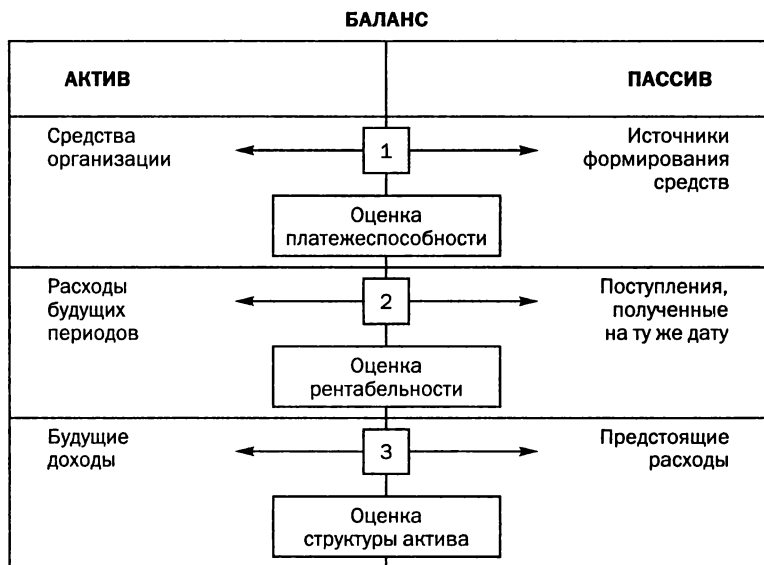 БАЛАНС
АКТИВ
ПАССИВ
Средства
организации
1
Источники
формирования
средств
Оценка
платежеспособности
Расходы
будущих
периодов
2
Поступления,
полученные
на ту же дату
Оценка
рентабельности
Будущие
доходы
3
Предстоящие
расходы
Оценка
структуры актива